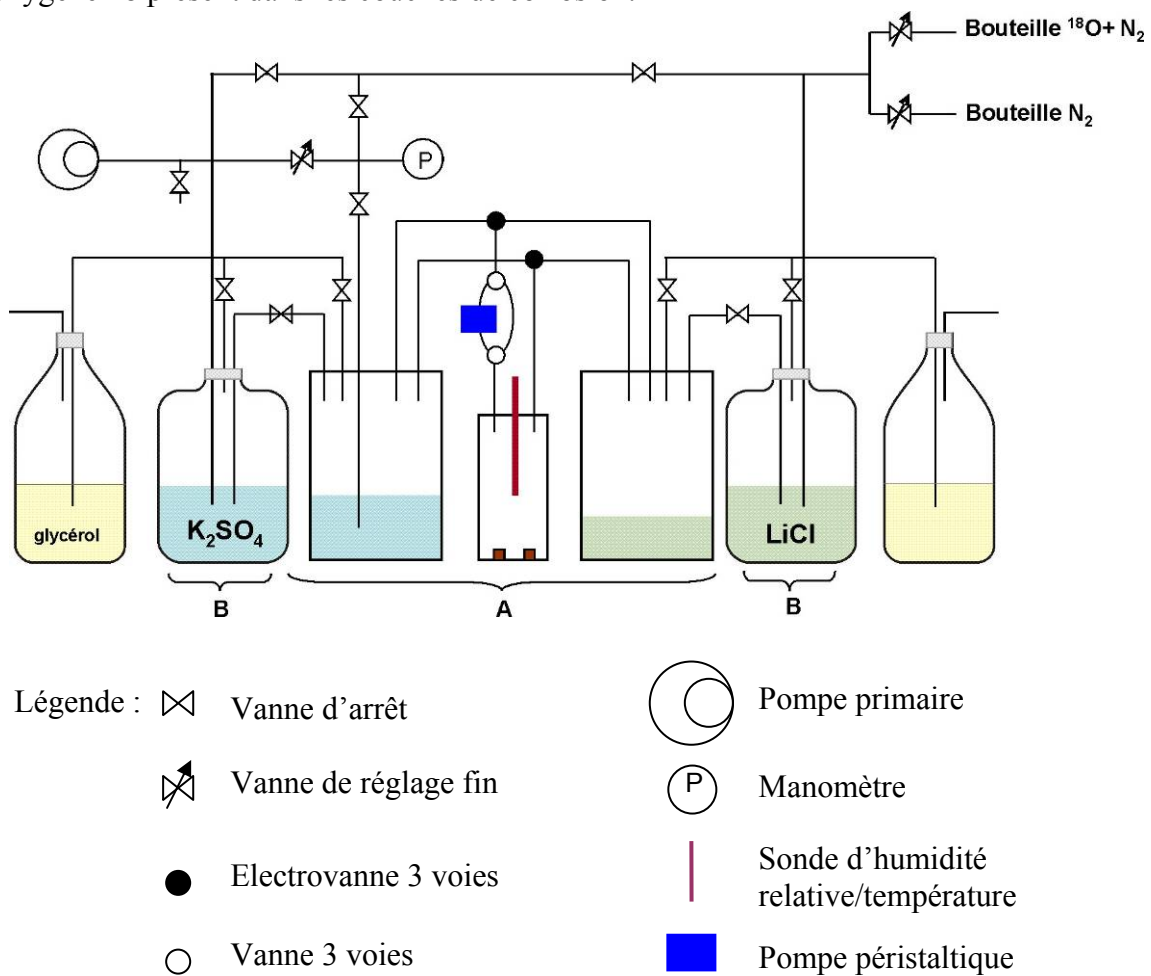 Bouteille ¹⁸O+ N₂
Bouteille N₂
P
glycérol
K₂SO₄
LiCl
B
A
B
Légende :
Vanne d'arrêt
Pompe primaire
Vanne de réglage fin
P
Manomètre
Electrovanne 3 voies
Sonde d'humidité
relative/température
Vanne 3 voies
Pompe péristaltique